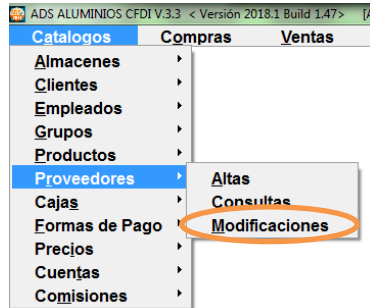 ADS ALUMINIOS CFDI V.3.3 < Versión 2018.1 Build 1.47> [A
Catalogos Compras Ventas
Almacenes
Clientes
Empleados
Grupos
Productos
Proveedores
Altas
Cajas
Consultas
Formas de Pago
Modificaciones
Precios
Cuentas
Comisiones